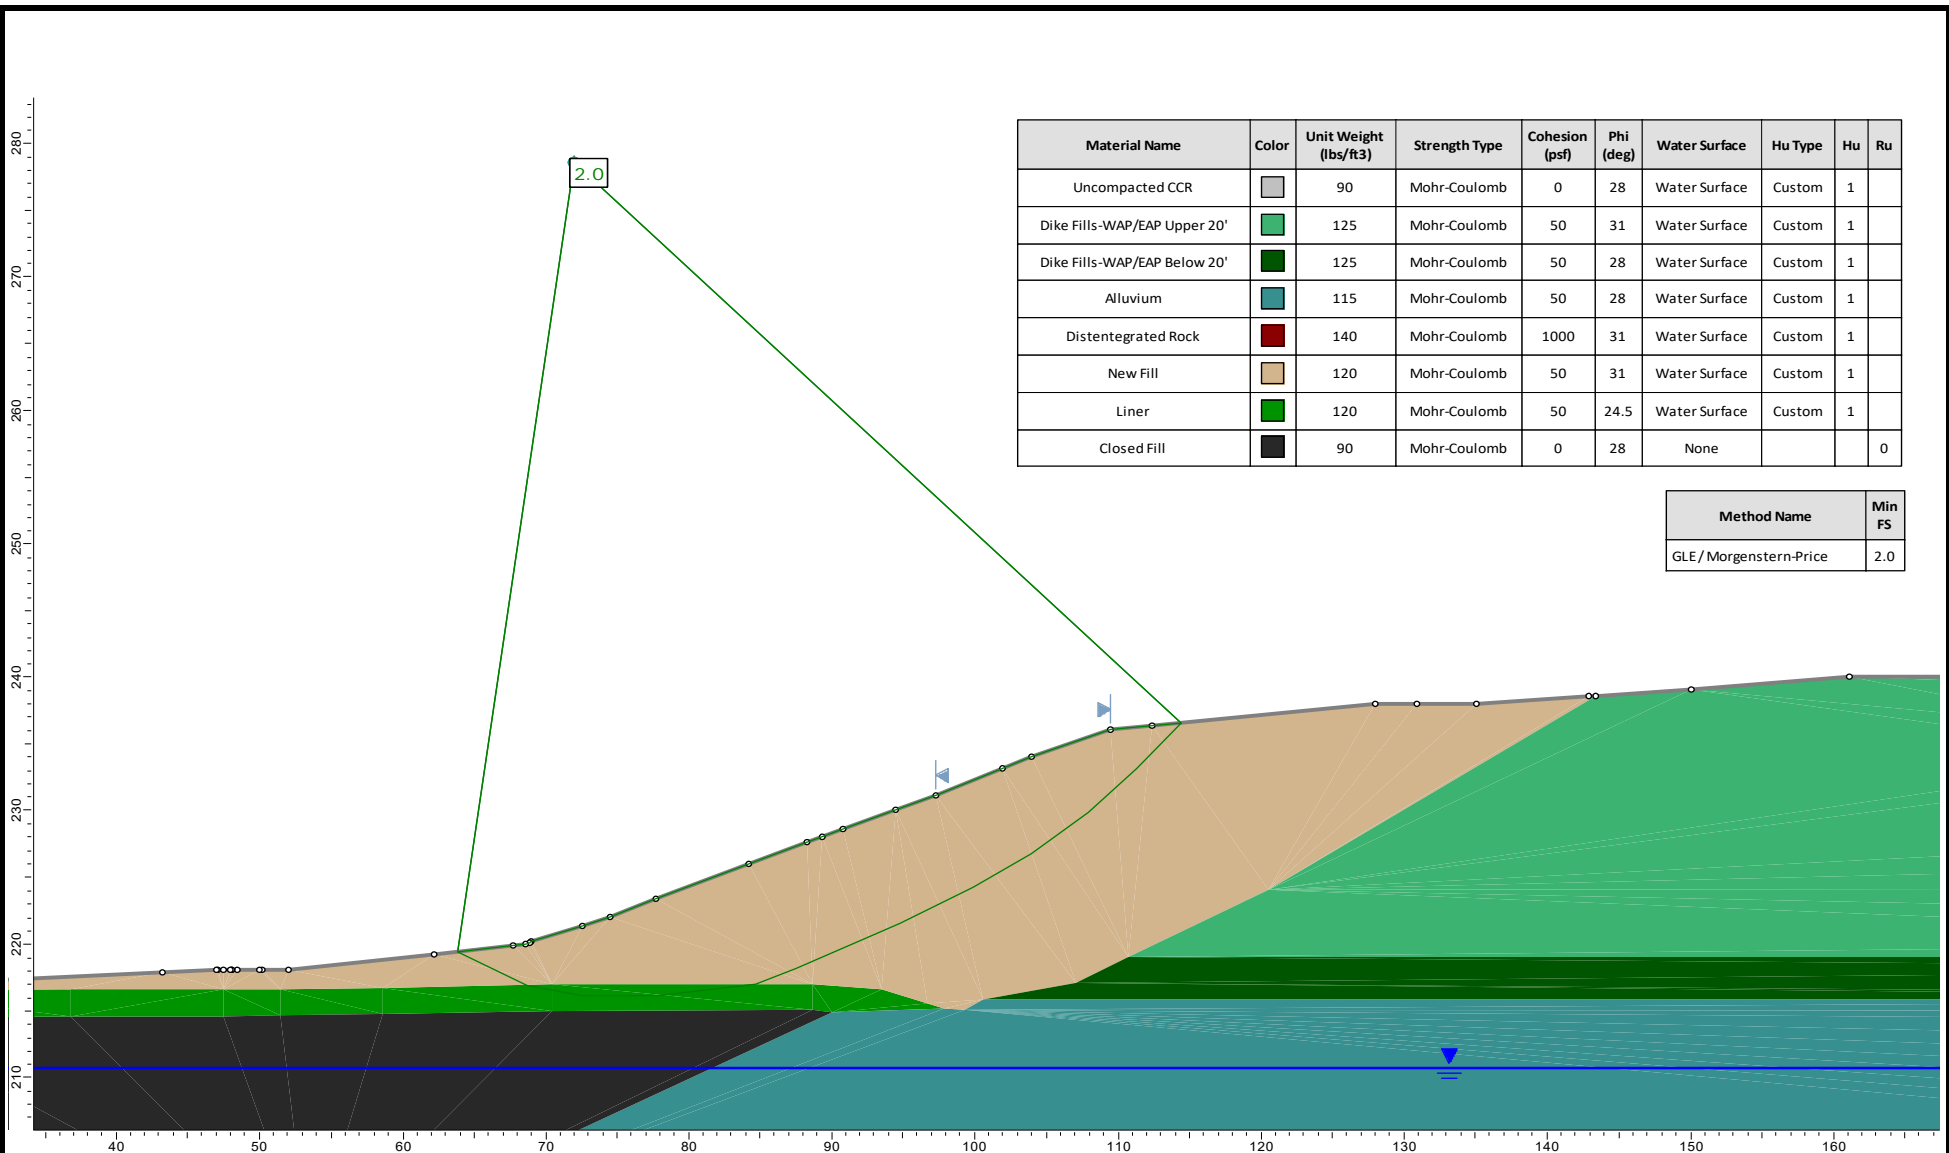 280
270
260
250
240
230
220
210
2.0
Material Name Color Unit Weight (lbs/ft3) Strength Type Cohesion (psf) Phi (deg) Water Surface Hu Type Hu Ru
Uncompacted CCR 90 Mohr-Coulomb 0 28 Water Surface Custom 1
Dike Fills-WAP/EAP Upper 20' 125 Mohr-Coulomb 50 31 Water Surface Custom 1
Dike Fills-WAP/EAP Below 20' 125 Mohr-Coulomb 50 28 Water Surface Custom 1
Alluvium 115 Mohr-Coulomb 50 28 Water Surface Custom 1
Distentegrated Rock 140 Mohr-Coulomb 1000 31 Water Surface Custom 1
New Fill 120 Mohr-Coulomb 50 31 Water Surface Custom 1
Liner 120 Mohr-Coulomb 50 24.5 Water Surface Custom 1
Closed Fill 90 Mohr-Coulomb 0 28 None 0
Method Name Min FS
GLE/Morgenstern-Price 2.0
40 50 60 70 80 90 100 110 120 130 140 150 160